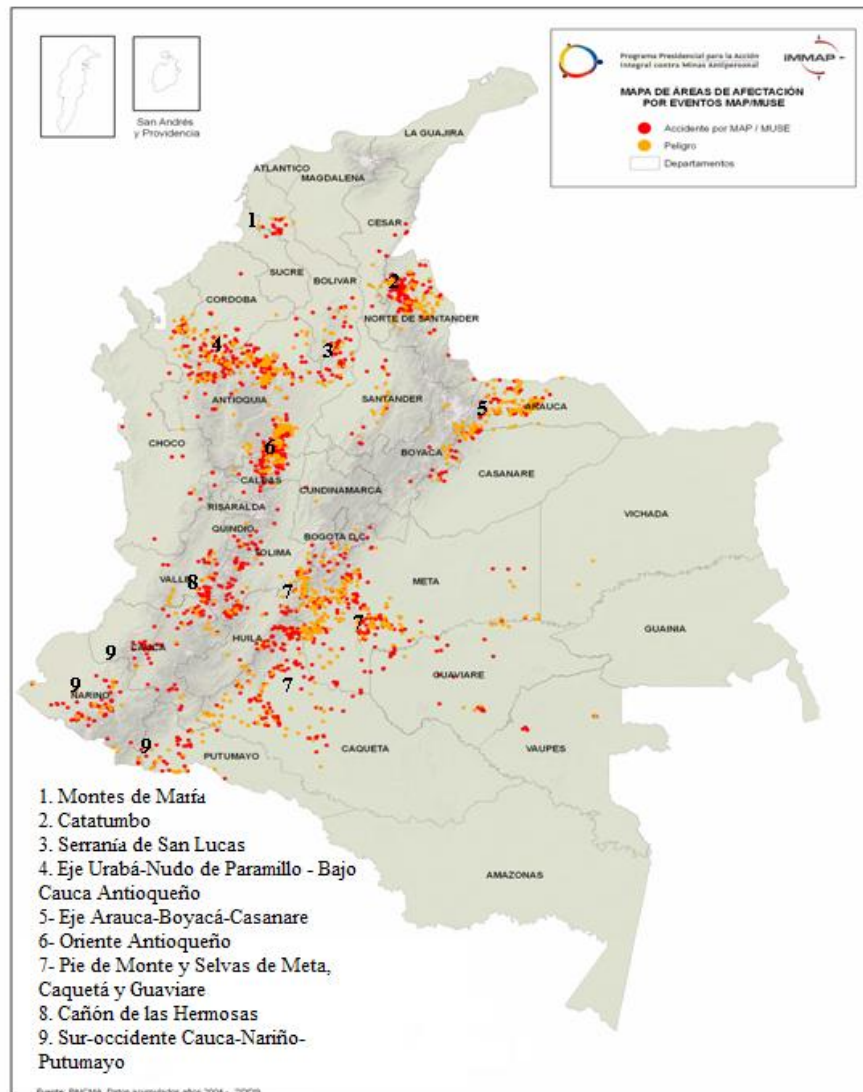 San Andrés
y Providencia
Programa Presidencial para la Acción
Integral contra Minas Antipersonal
iMMAP
MAPA DE ÁREAS DE AFECTACIÓN
POR EVENTOS MAP/MUSE
Accidente por MAP / MUSE
Peligro
Departamentos
LA GUAJIRA
ATLANTICO
MAGDALENA
1
CESAR
SUCRE
BOLIVAR
2
CORDOBA
NORTE DE SANTANDER
4
3
ANTIOQUIA
SANTANDER
5
ARAUCA
CHOCO
6
BOYACA
CALDAS
CASANARE
CUNDINAMARCA
RISARALDA
VICHADA
QUINDIO
BOGOTA D.C
TOLIMA
VALLE
8
7
META
7
GUAINIA
9
CAUCA
HUILA
9
NARIÑO
7
GUAVIARE
9
PUTUMAYO
CAQUETA
VAUPES
AMAZONAS
1. Montes de María
2. Catatumbo
3. Serranía de San Lucas
4. Eje Urabá-Nudo de Paramillo - Bajo
Cauca Antioqueño
5- Eje Arauca-Boyacá-Casanare
6- Oriente Antioqueño
7- Pie de Monte y Selvas de Meta,
Caquetá y Guaviare
8. Cañón de las Hermosas
9. Sur-occidente Cauca-Nariño-
Putumayo